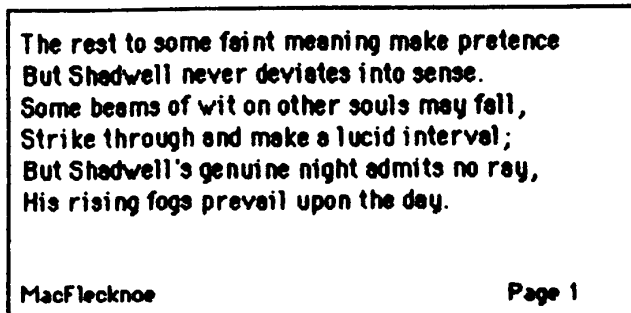 The rest to some faint meaning make pretence
But Shadwell never deviates into sense.
Some beams of wit on other souls may fall,
Strike through and make a lucid interval;
But Shadwell's genuine night admits no ray,
His rising fogs prevail upon the day.
MacFlecknoe Page 1